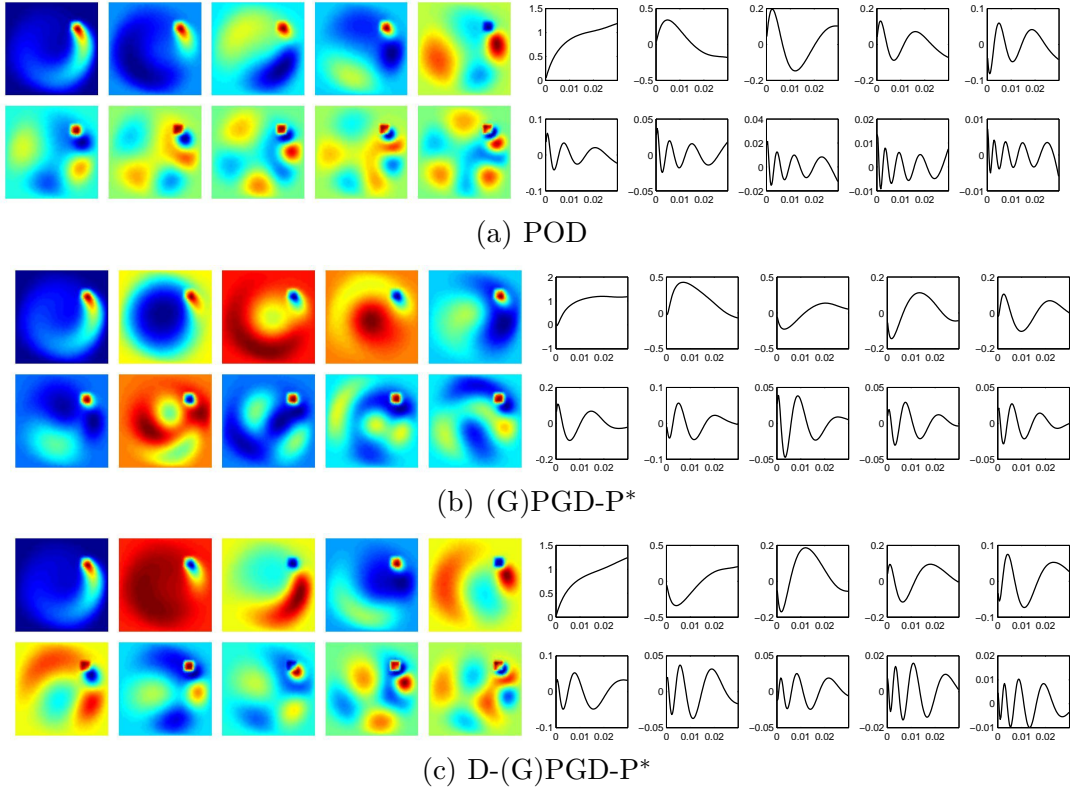 1.5 0.5 0.2 0.2 0.1
1
0 0 0 0
0.5
0 −0.5 −0.2 −0.2 −0.1
0 0.01 0.02 0 0.01 0.02 0 0.01 0.02 0 0.01 0.02 0 0.01 0.02
0.1 0.05 0.04 0.02 0.01
0.02 0.01
0 0 0 0 0
−0.1 −0.05 −0.02 −0.01 −0.01
0 0.01 0.02 0 0.01 0.02 0 0.01 0.02 0 0.01 0.02 0 0.01 0.02
(a) POD
2 0.5 0.5 0.2 0.2
1
0 0 0 0
0
−1 −0.5 −0.5 −0.2 −0.2
0 0.01 0.02 0 0.01 0.02 0 0.01 0.02 0 0.01 0.02 0 0.01 0.02
0.2 0.1 0.05 0.05 0.05
0 0 0 0 0
−0.2 −0.1 −0.05 −0.05 −0.05
0 0.01 0.02 0 0.01 0.02 0 0.01 0.02 0 0.01 0.02 0 0.01 0.02
(b) (G)PGD-P*
1.5 0.5 0.2 0.2 0.1
1
0 0 0 0
0.5
0 −0.5 −0.2 −0.2 −0.1
0 0.01 0.02 0 0.01 0.02 0 0.01 0.02 0 0.01 0.02 0 0.01 0.02
0.1 0.05 0.05 0.02 0.02
0.01
0 0 0 0 0
−0.1 −0.05 −0.05 −0.02 −0.01
0 0.01 0.02 0 0.01 0.02 0 0.01 0.02 0 0.01 0.02 0 0.01 0.02
(c) D-(G)PGD-P*